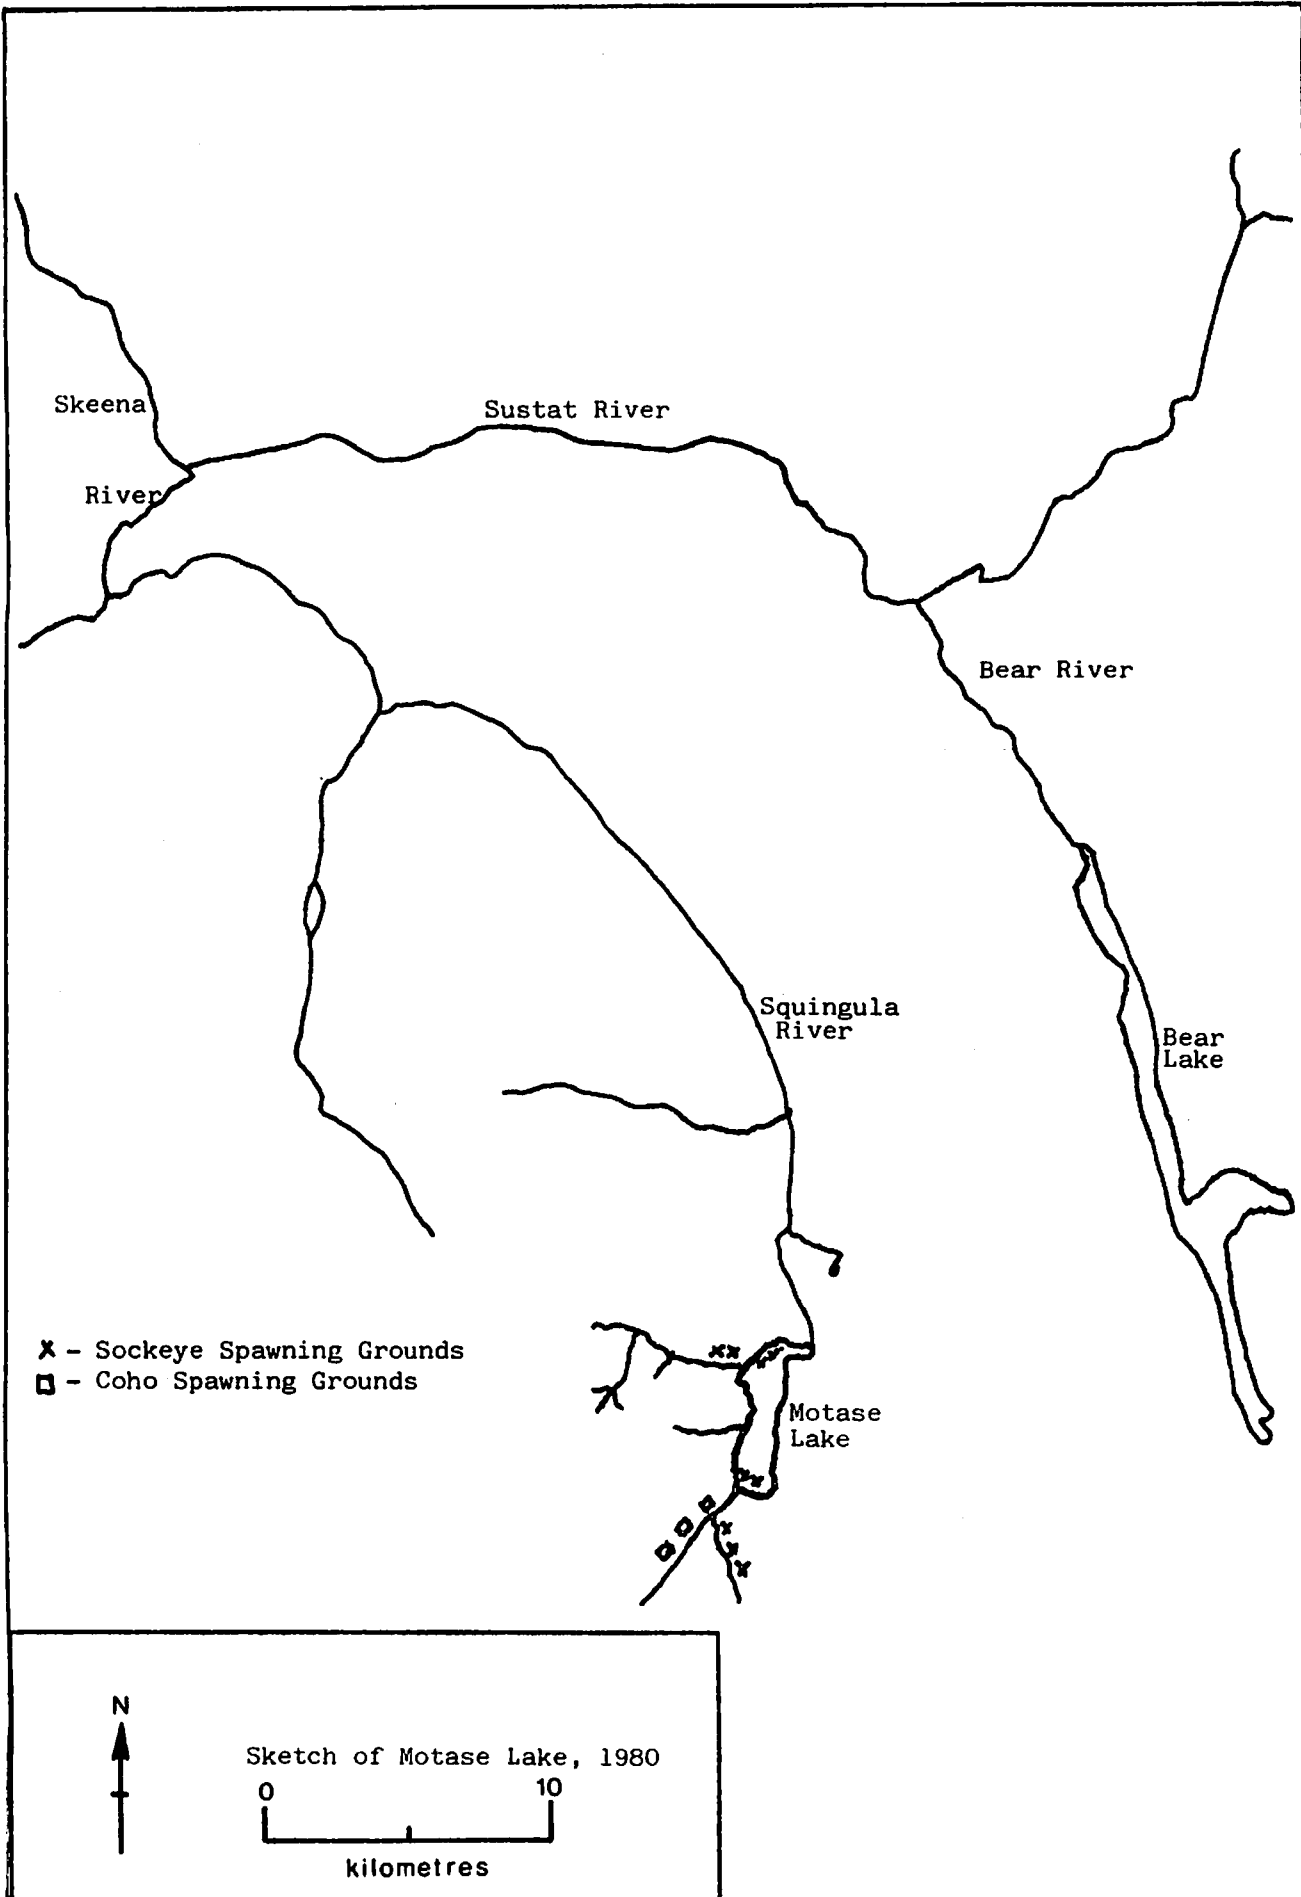 Skeena
River
Sustat River
Bear River
Squingula
River
Bear
Lake
X – Sockeye Spawning Grounds
– Coho Spawning Grounds
Motase
Lake
N
Sketch of Motase Lake, 1980
0 10
kilometres